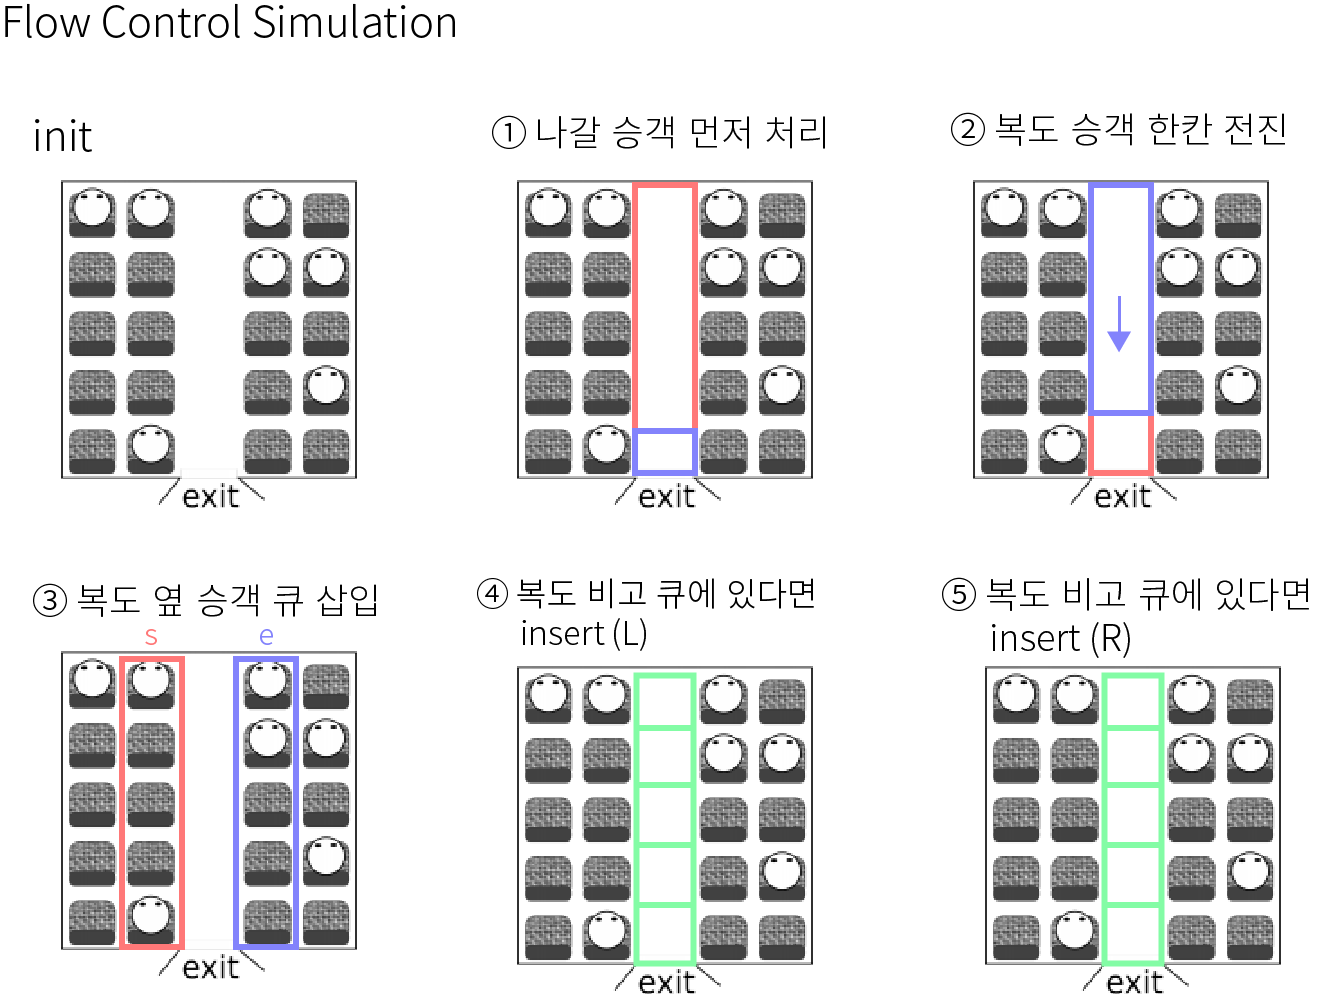 Flow Control Simulation
init
① 나갈 승객 먼저 처리
② 복도 승객 한칸 전진
exit
exit
exit
③ 복도 옆 승객 큐 삽입
s
e
④ 복도 비고 큐에 있다면
insert (L)
⑤ 복도 비고 큐에 있다면
insert (R)
exit
exit
exit